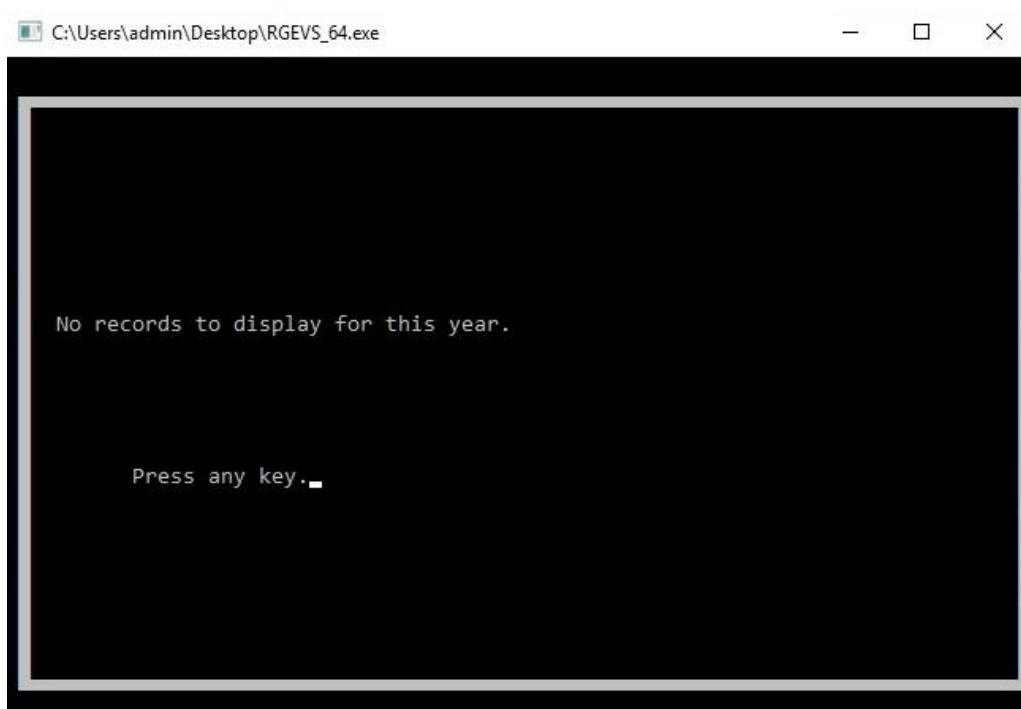 C:\Users\admin\Desktop\RGEVS_64.exe
No records to display for this year.
Press any key.